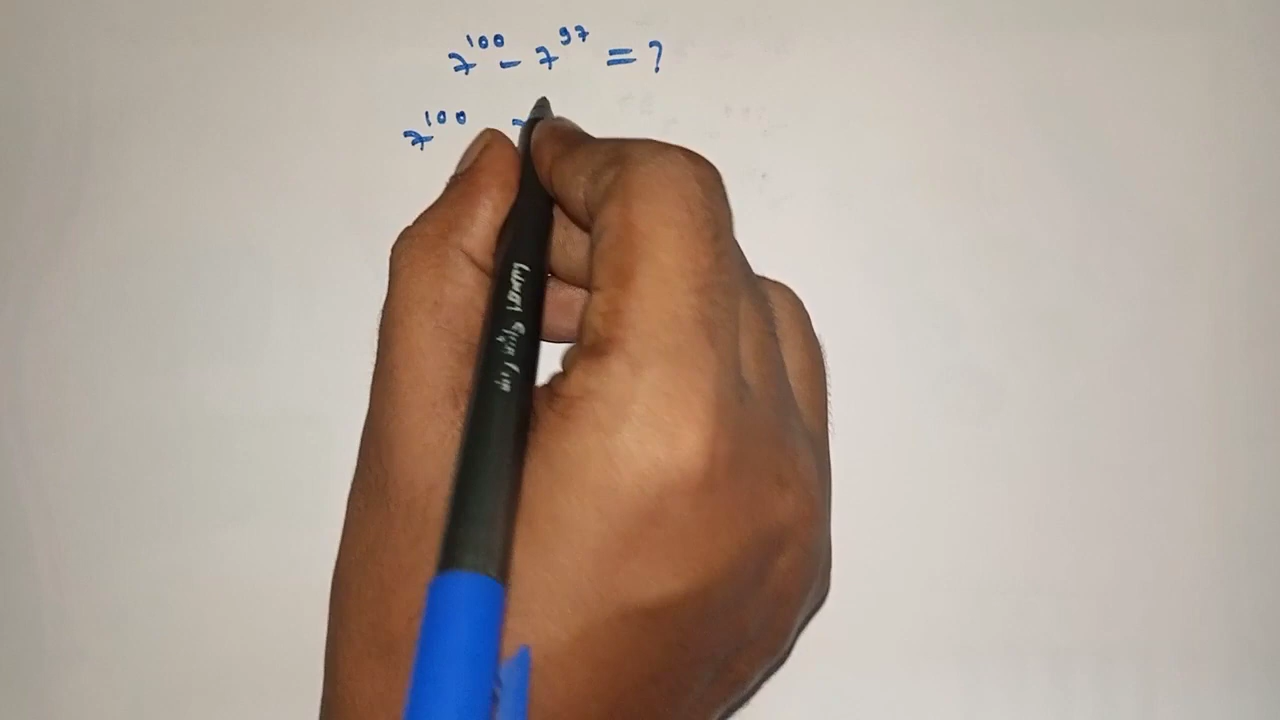 7¹⁰⁰ - 7⁹⁷ = ?
7¹⁰⁰ -